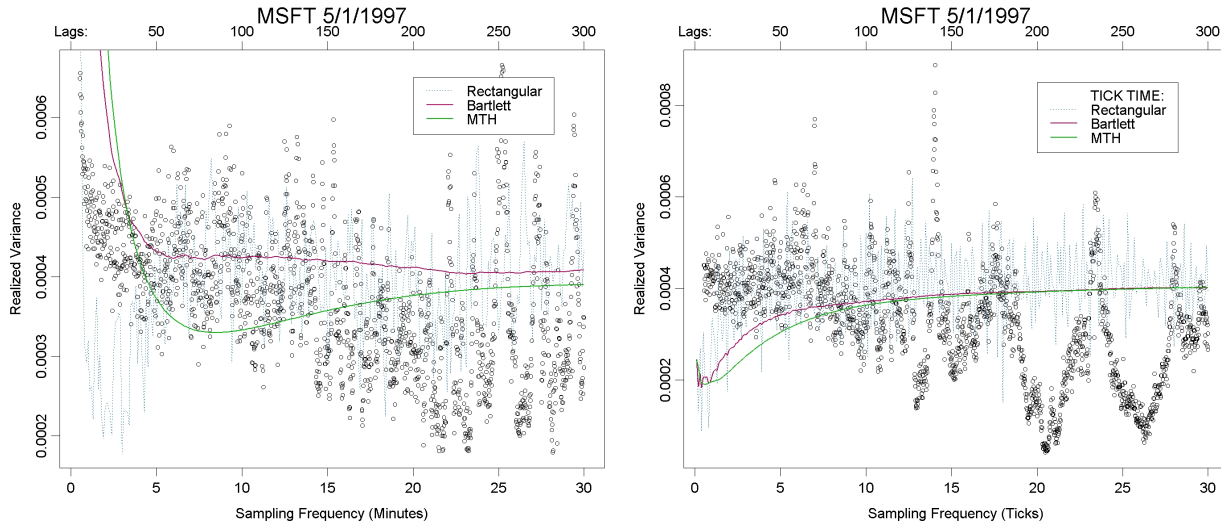 MSFT 5/1/1997
Lags: 0 50 100 150 200 250 300
Rectangular
Bartlett
MTH
Realized Variance
0.0006
0.0005
0.0004
0.0003
0.0002
0 5 10 15 20 25 30
Sampling Frequency (Minutes)
MSFT 5/1/1997
Lags: 0 50 100 150 200 250 300
TICK TIME:
Rectangular
Bartlett
MTH
Realized Variance
0.0008
0.0006
0.0004
0.0002
0 5 10 15 20 25 30
Sampling Frequency (Ticks)